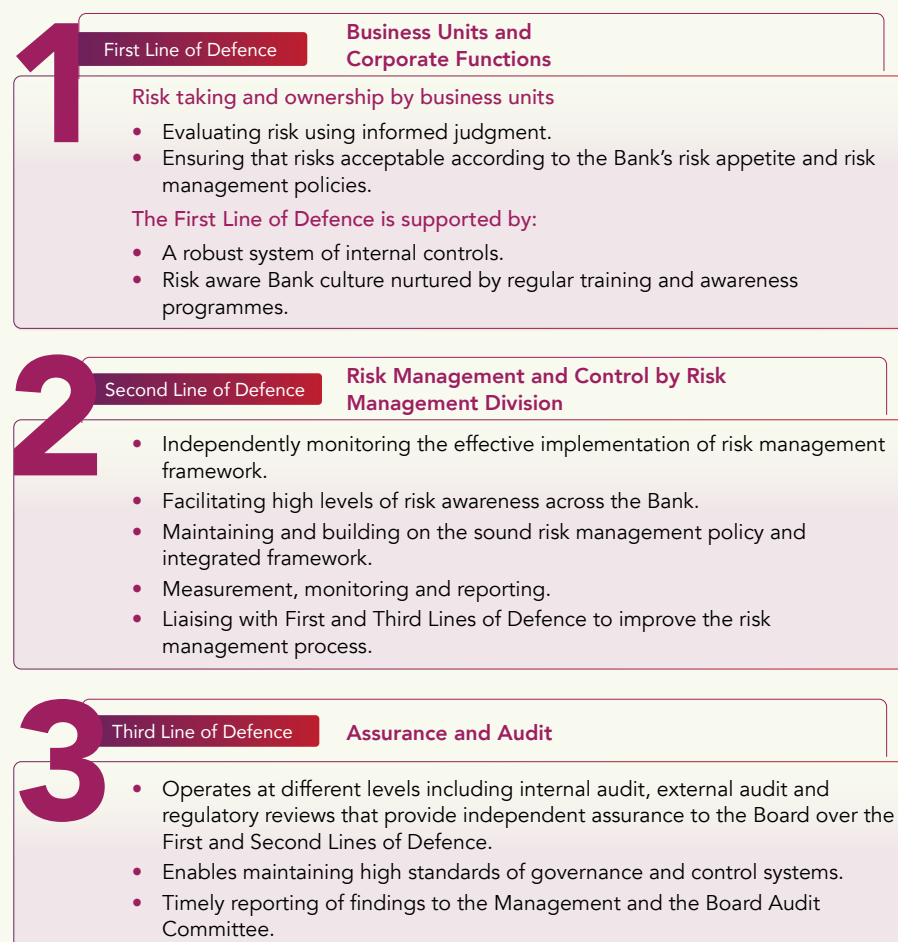 1
First Line of Defence
Business Units and
Corporate Functions
Risk taking and ownership by business units
• Evaluating risk using informed judgment.
• Ensuring that risks acceptable according to the Bank's risk appetite and risk
management policies.
The First Line of Defence is supported by:
• A robust system of internal controls.
• Risk aware Bank culture nurtured by regular training and awareness
programmes.
2
Second Line of Defence
Risk Management and Control by Risk
Management Division
• Independently monitoring the effective implementation of risk management
framework.
• Facilitating high levels of risk awareness across the Bank.
• Maintaining and building on the sound risk management policy and
integrated framework.
• Measurement, monitoring and reporting.
• Liaising with First and Third Lines of Defence to improve the risk
management process.
3
Third Line of Defence
Assurance and Audit
• Operates at different levels including internal audit, external audit and
regulatory reviews that provide independent assurance to the Board over the
First and Second Lines of Defence.
• Enables maintaining high standards of governance and control systems.
• Timely reporting of findings to the Management and the Board Audit
Committee.